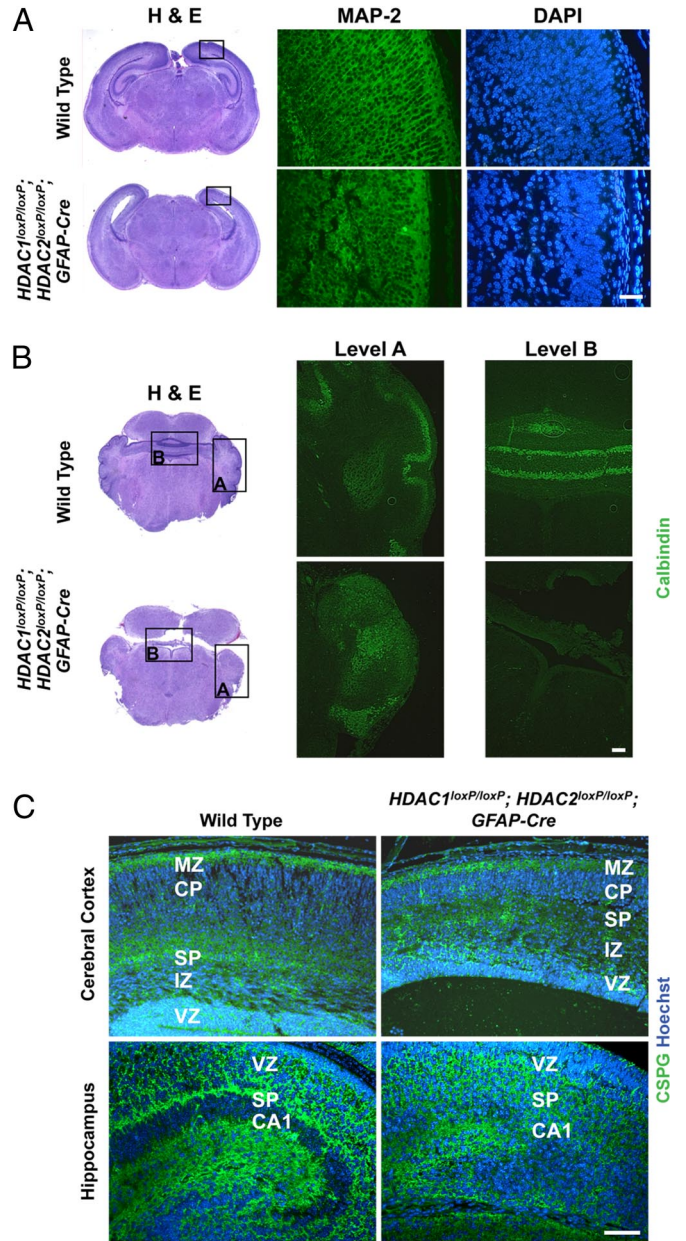 A
H & E
MAP-2
DAPI
Wild Type
HDAC1loxP/loxP;
HDAC2loxP/loxP;
GFAP-Cre
B
H & E
Level A
Level B
Wild Type
B
A
HDAC1loxP/loxP;
HDAC2loxP/loxP;
GFAP-Cre
B
A
Calbindin
C
Wild Type
HDAC1loxP/loxP; HDAC2loxP/loxP;
GFAP-Cre
Cerebral Cortex
MZ
CP
SP
IZ
VZ
MZ
CP
SP
IZ
VZ
Hippocampus
VZ
SP
CA1
VZ
SP
CA1
CSPG Hoechst